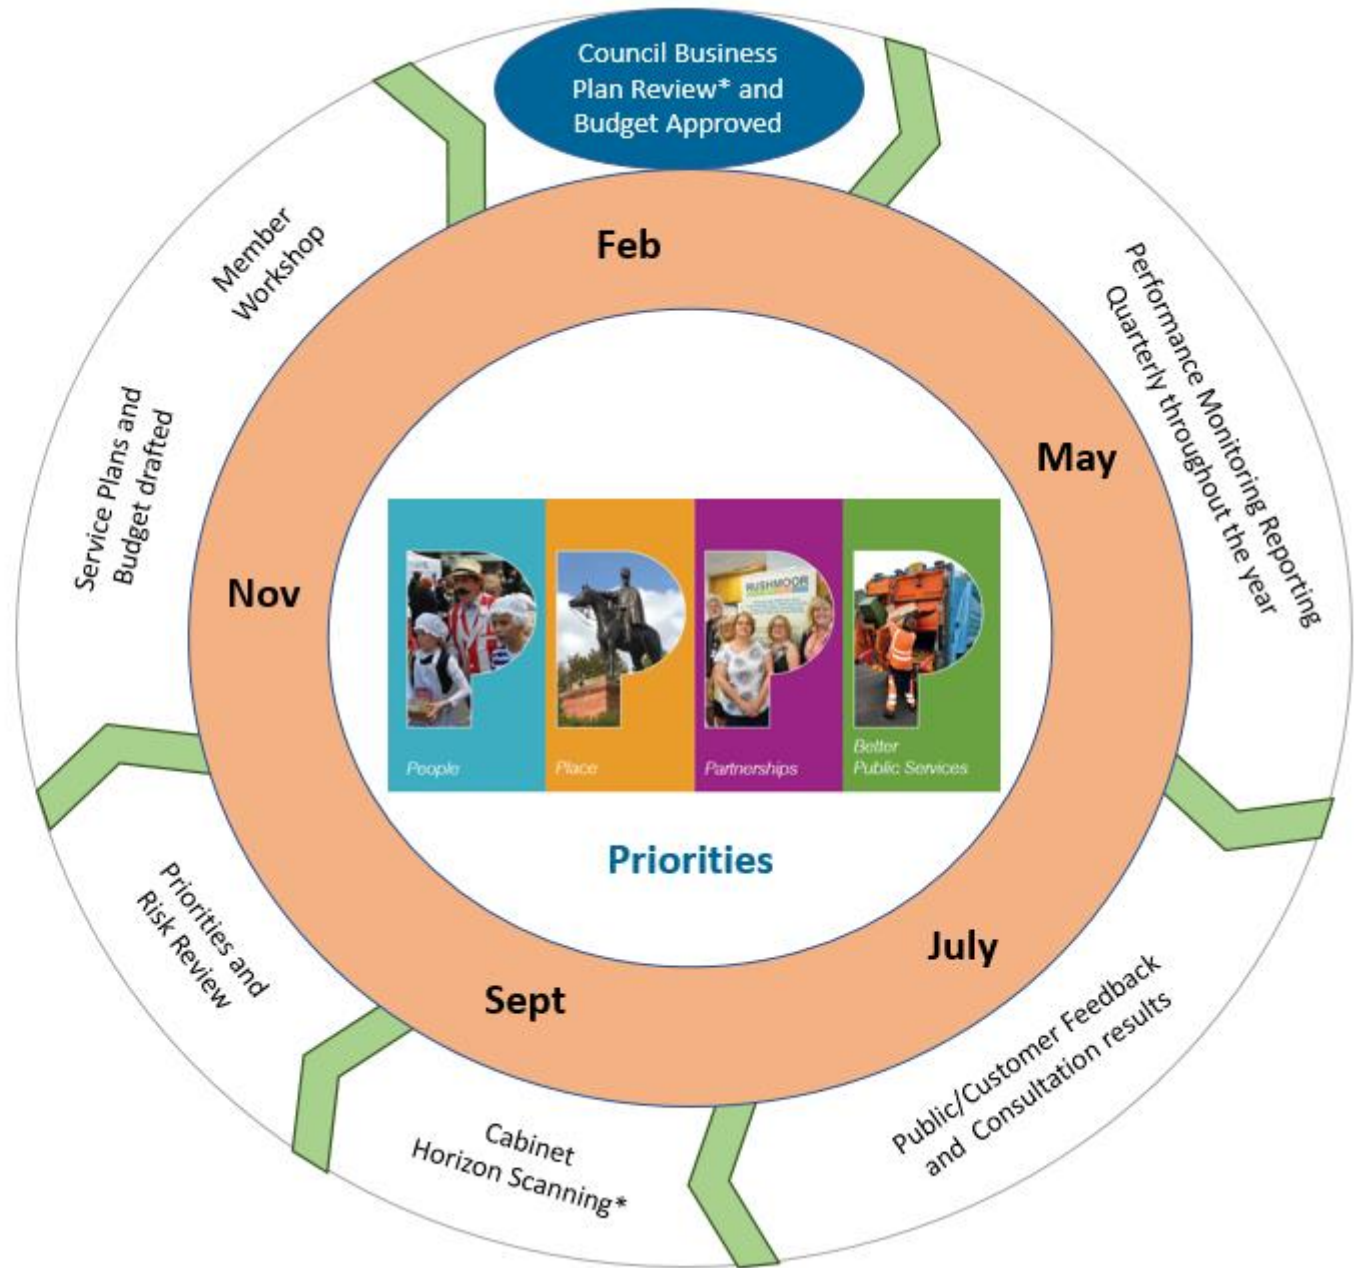 Council Business
Plan Review* and
Budget Approved
Feb
Performance Monitoring Reporting
Quarterly throughout the year
May
July
Public/Customer Feedback
and Consultation results
Sept
Cabinet
Horizon Scanning*
Priorities and
Risk Review
Nov
Service Plans and
Budget drafted
Member
Workshop
RUSHMOOR
People
Place
Partnerships
Better
Public Services
Priorities